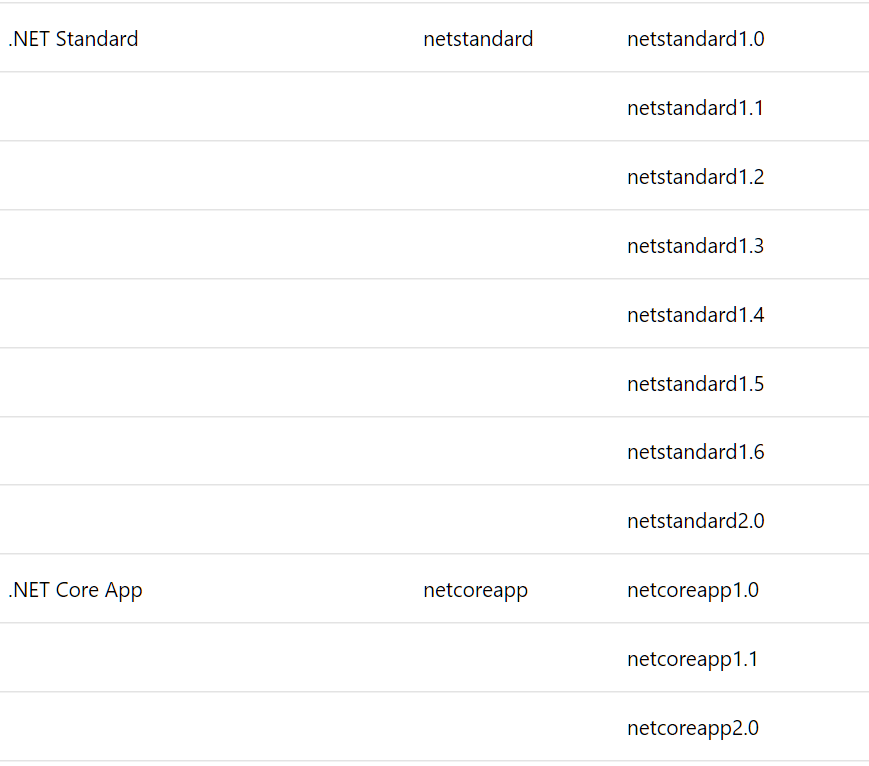 .NET Standard netstandard netstandard1.0
netstandard1.1
netstandard1.2
netstandard1.3
netstandard1.4
netstandard1.5
netstandard1.6
netstandard2.0
.NET Core App netcoreapp netcoreapp1.0
netcoreapp1.1
netcoreapp2.0